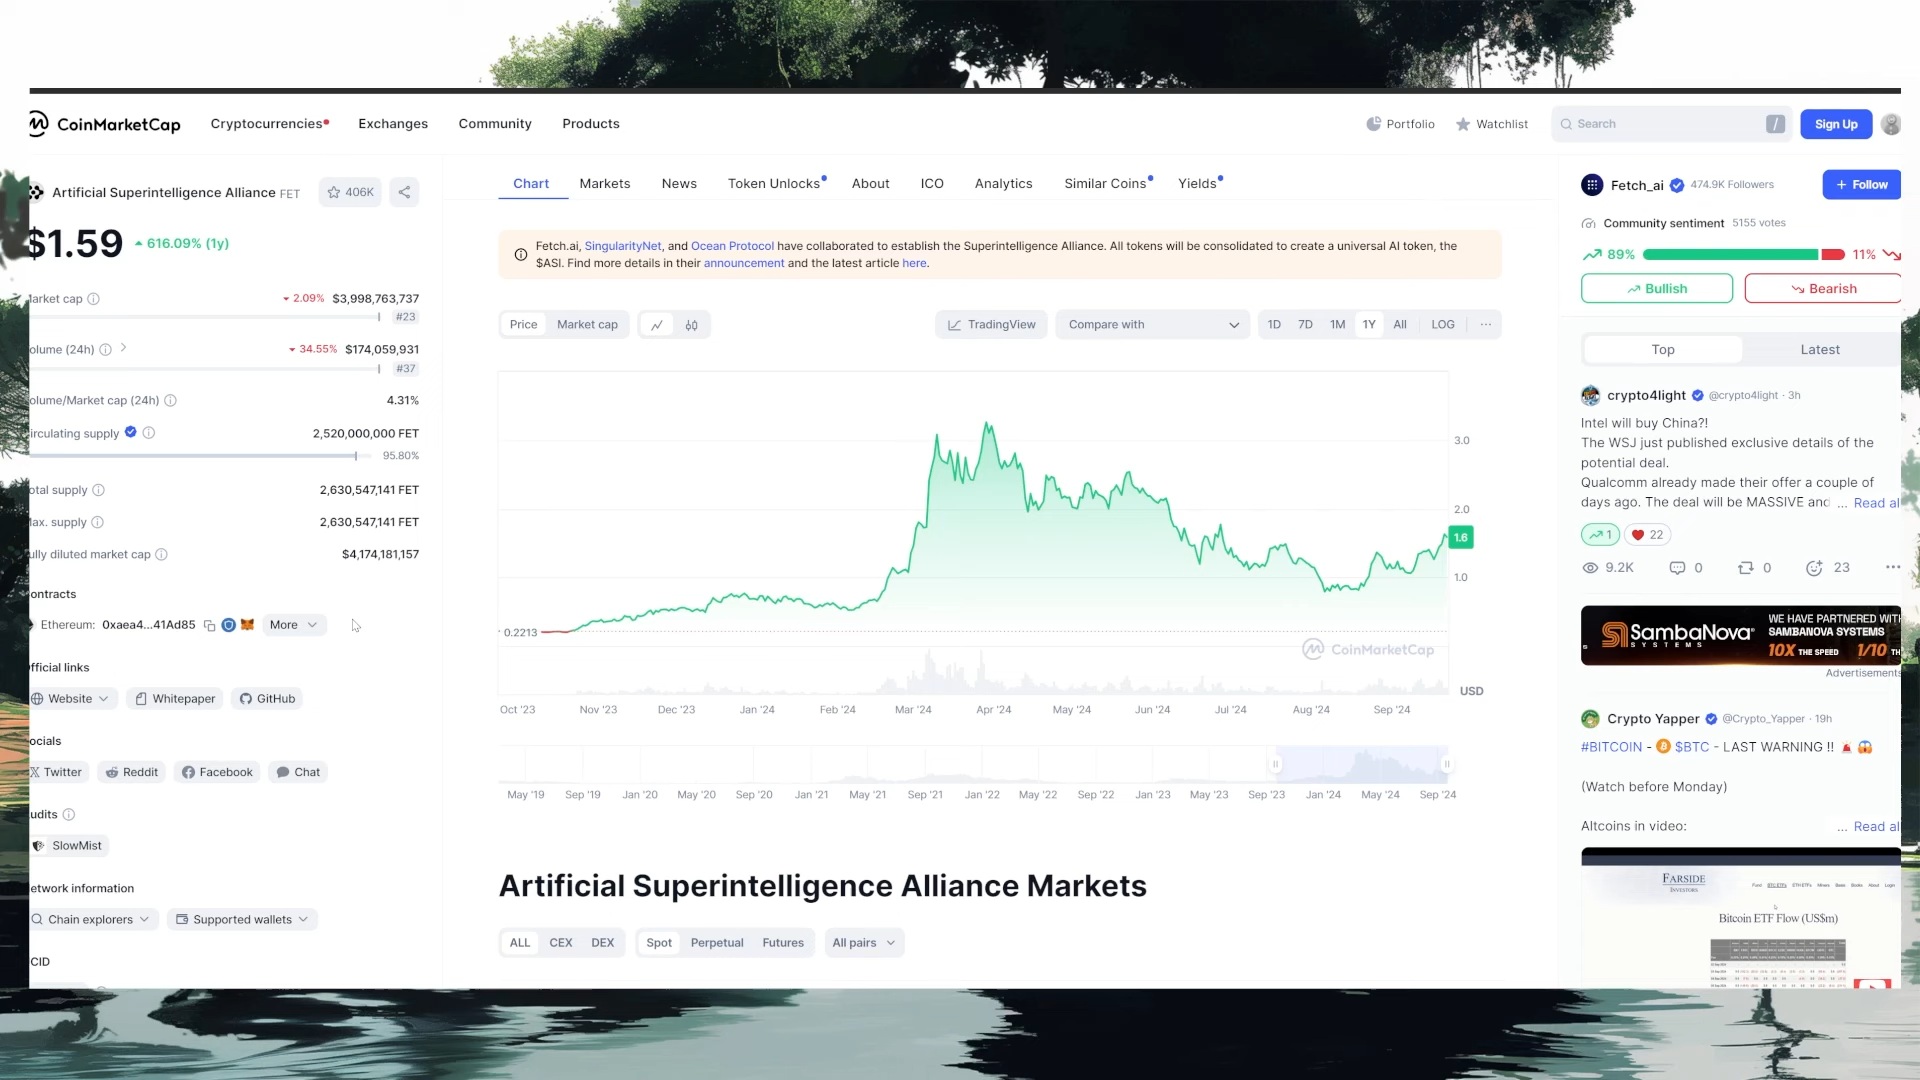 CoinMarketCap
Cryptocurrencies
Exchanges
Community
Products
Portfolio
Watchlist
Search
/
Sign Up
Artificial Superintelligence Alliance FET
406K
$1.59
616.09% (1y)
arket cap
2.09% $3,998,763,737
#23
olume (24h)
34.55% $174,059,931
#37
olume/Market cap (24h)
4.31%
irculating supply
2,520,000,000 FET
95.80%
otal supply
2,630,547,141 FET
ax. supply
2,630,547,141 FET
ully diluted market cap
$4,174,181,157
ontracts
Ethereum: 0xaea4...41Ad85
More
fficial links
Website
Whitepaper
GitHub
ocials
Twitter
Reddit
Facebook
Chat
udits
SlowMist
etwork information
Chain explorers
Supported wallets
CID
Chart
Markets
News
Token Unlocks
About
ICO
Analytics
Similar Coins
Yields
Fetch.ai, SingularityNet, and Ocean Protocol have collaborated to establish the Superintelligence Alliance. All tokens will be consolidated to create a universal AI token, the
$ASI. Find more details in their announcement and the latest article here.
Price
Market cap
TradingView
Compare with
1D
7D
1M
1Y
All
LOG
...
3.0
2.0
1.6
1.0
0.2213
CoinMarketCap
USD
Oct '23
Nov '23
Dec '23
Jan '24
Feb '24
Mar '24
Apr '24
May '24
Jun '24
Jul '24
Aug '24
Sep '24
May '19
Sep '19
Jan '20
May '20
Sep '20
Jan '21
May '21
Sep '21
Jan '22
May '22
Sep '22
Jan '23
May '23
Sep '23
Jan '24
May '24
Sep '24
Artificial Superintelligence Alliance Markets
ALL
CEX
DEX
Spot
Perpetual
Futures
All pairs
Fetch_ai
474.9K Followers
+ Follow
Community sentiment
5155 votes
89%
11%
Bullish
Bearish
Top
Latest
crypto4light
@crypto4light · 3h
Intel will buy China?!
The WSJ just published exclusive details of the
potential deal.
Qualcomm already made their offer a couple of
days ago. The deal will be MASSIVE and ... Read al
1
22
9.2K
0
0
23
...
SambaNova
SYSTEMS
WE HAVE PARTNERED WITH
SAMBANOVA SYSTEMS
10X THE SPEED 1/10 TH
Advertisements
Crypto Yapper
@Crypto_Yapper · 19h
#BITCOIN - $BTC - LAST WARNING !!
(Watch before Monday)
Altcoins in video:
... Read al
FARSIDE
INVESTORS
Bitcoin ETF Flow (US$m)